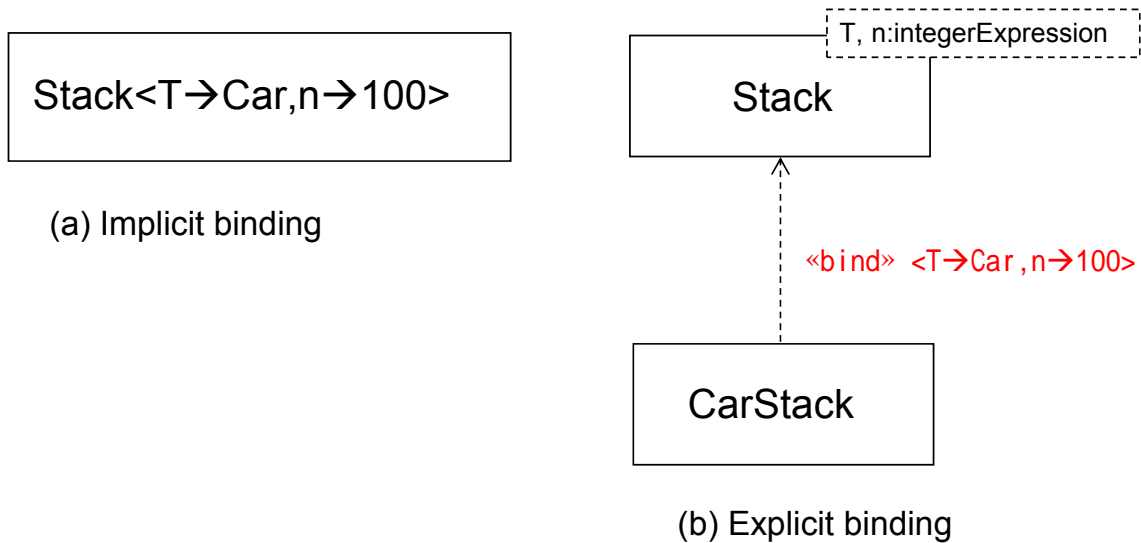 Stack<T→Car,n→100>
(a) Implicit binding
T, n:integerExpression
Stack
«bind» <T→Car,n→100>
CarStack
(b) Explicit binding